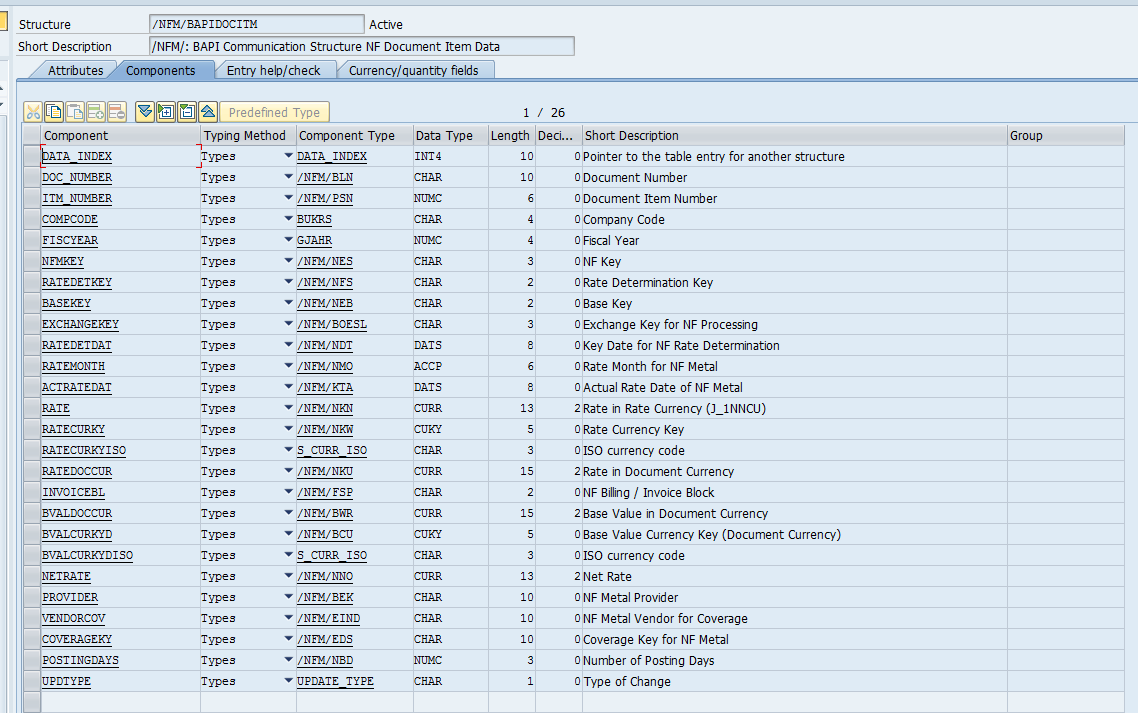 Structure /NFM/BAPIDOCITM Active
Short Description /NFM/: BAPI Communication Structure NF Document Item Data
Attributes Components Entry help/check Currency/quantity fields
Predefined Type 1 / 26
Component Typing Method Component Type Data Type Length Deci... Short Description Group
DATA_INDEX Types DATA_INDEX INT4 10 0 Pointer to the table entry for another structure
DOC_NUMBER Types /NFM/BLN CHAR 10 0 Document Number
ITM_NUMBER Types /NFM/PSN NUMC 6 0 Document Item Number
COMPCODE Types BUKRS CHAR 4 0 Company Code
FISCYEAR Types GJAHR NUMC 4 0 Fiscal Year
NFMKEY Types /NFM/NES CHAR 3 0 NF Key
RATEDETKEY Types /NFM/NFS CHAR 2 0 Rate Determination Key
BASEKEY Types /NFM/NEB CHAR 2 0 Base Key
EXCHANGEKEY Types /NFM/BOESL CHAR 3 0 Exchange Key for NF Processing
RATEDETDAT Types /NFM/NDT DATS 8 0 Key Date for NF Rate Determination
RATEMONTH Types /NFM/NMO ACCP 6 0 Rate Month for NF Metal
ACTRATEDAT Types /NFM/KTA DATS 8 0 Actual Rate Date of NF Metal
RATE Types /NFM/NKN CURR 13 2 Rate in Rate Currency (J_1NNCU)
RATECURKY Types /NFM/NKW CUKY 5 0 Rate Currency Key
RATECURKYISO Types S_CURR_ISO CHAR 3 0 ISO currency code
RATEDOCCUR Types /NFM/NKU CURR 15 2 Rate in Document Currency
INVOICEBL Types /NFM/FSP CHAR 2 0 NF Billing / Invoice Block
BVALDOCCUR Types /NFM/BWR CURR 15 2 Base Value in Document Currency
BVALCURKYD Types /NFM/BCU CUKY 5 0 Base Value Currency Key (Document Currency)
BVALCURKYDISO Types S_CURR_ISO CHAR 3 0 ISO currency code
NETRATE Types /NFM/NNO CURR 13 2 Net Rate
PROVIDER Types /NFM/BEK CHAR 10 0 NF Metal Provider
VENDORCOV Types /NFM/EIND CHAR 10 0 NF Metal Vendor for Coverage
COVERAGEKY Types /NFM/EDS CHAR 10 0 Coverage Key for NF Metal
POSTINGDAYS Types /NFM/NBD NUMC 3 0 Number of Posting Days
UPDTYPE Types UPDATE_TYPE CHAR 1 0 Type of Change